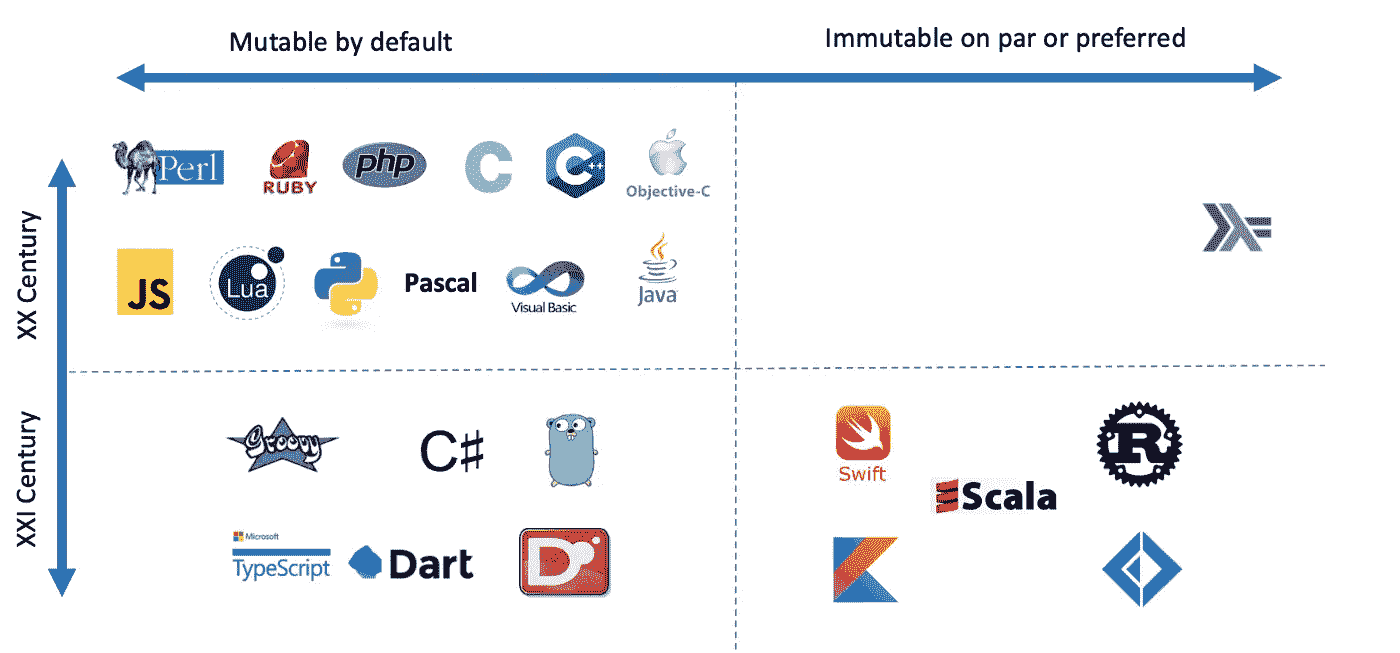 Mutable by default
Immutable on par or preferred
XX Century
Perl
RUBY
php
C
C++
Objective-C
JS
Lua
Pascal
Visual Basic
Java
XXI Century
Groovy
C#
Swift
R
Scala
Microsoft
TypeScript
Dart
D